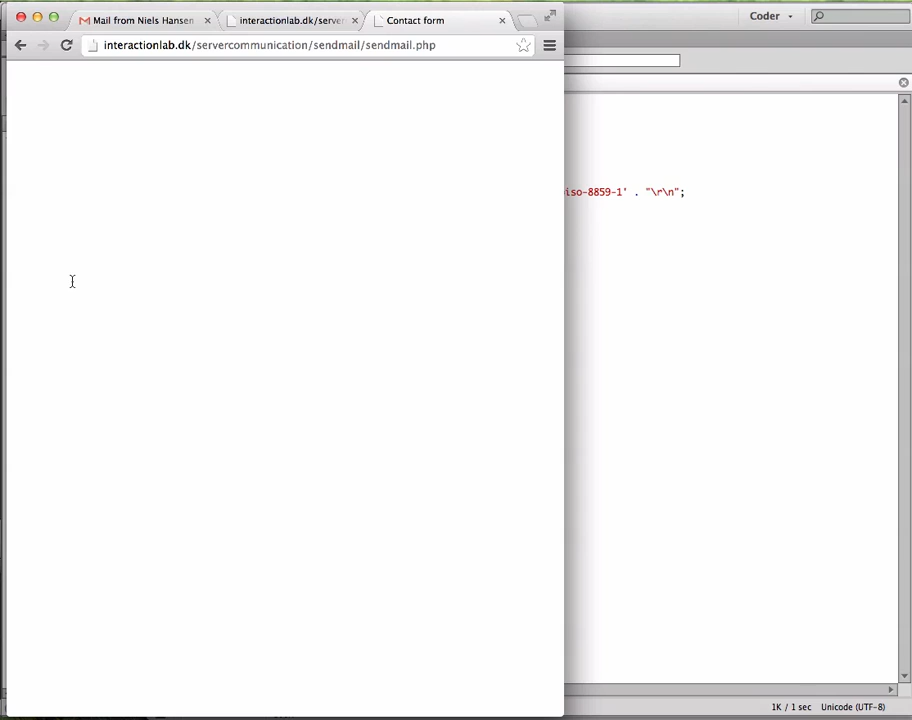 Mail from Niels Hansen
interactionlab.dk/server
Contact form
Coder
interactionlab.dk/servercommunication/sendmail/sendmail.php
iso-8859-1' . "\r\n";
1K / 1 sec
Unicode (UTF-8)